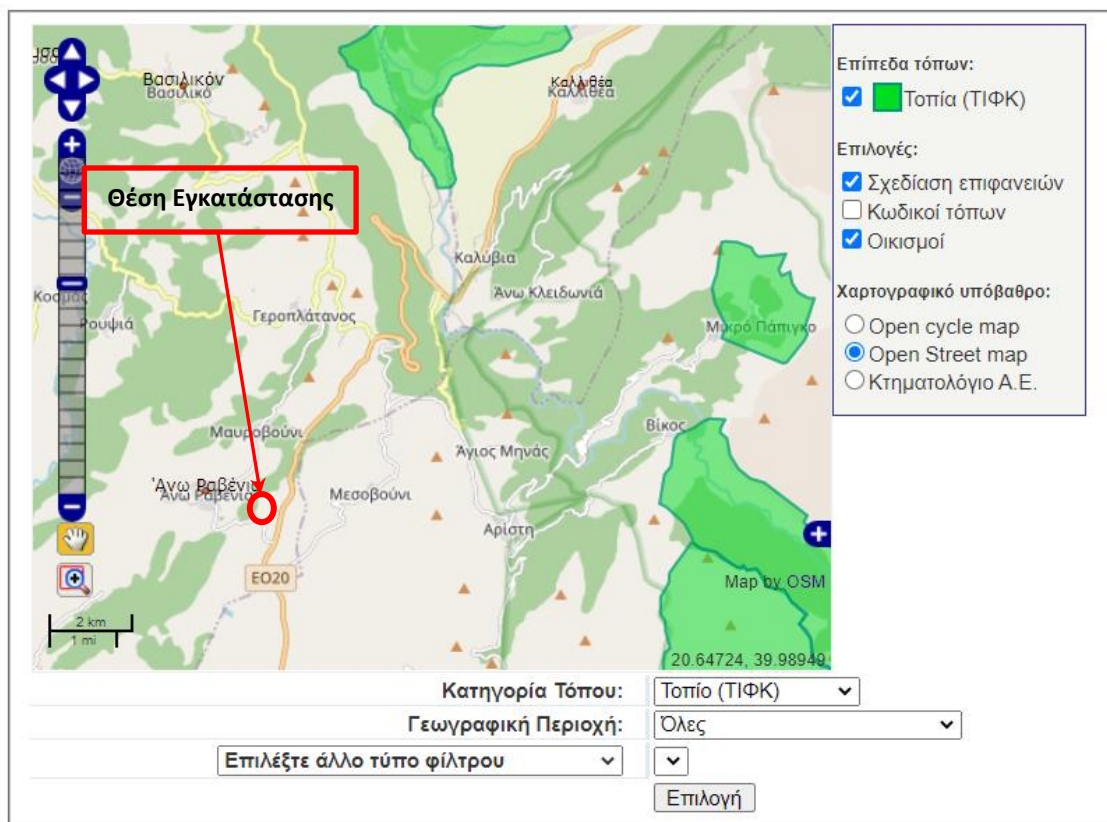 Βασιλικόν
Βασιλικό
Καλλιθέα
Καλλιθέα
Θέση Εγκατάστασης
Καλύβια
Άνω Κλειδωνιά
Γεροπλάτανος
Ρουψιά
Μικρό Πάπιγκο
Μαυροβούνι
Βίκος
Άγιος Μηνάς
Άνω Ραβένια
Μεσοβούνι
Αρίστη
EO20
Map by OSM
2 km
1 mi
20.64724, 39.98949
Επίπεδα τόπων:
Τοπία (ΤΙΦΚ)
Επιλογές:
Σχεδίαση επιφανειών
Κωδικοί τόπων
Οικισμοί
Χαρτογραφικό υπόβαθρο:
Open cycle map
Open Street map
Κτηματολόγιο Α.Ε.
Κατηγορία Τόπου:
Τοπίο (ΤΙΦΚ)
Γεωγραφική Περιοχή:
Όλες
Επιλέξτε άλλο τύπο φίλτρου
Επιλογή